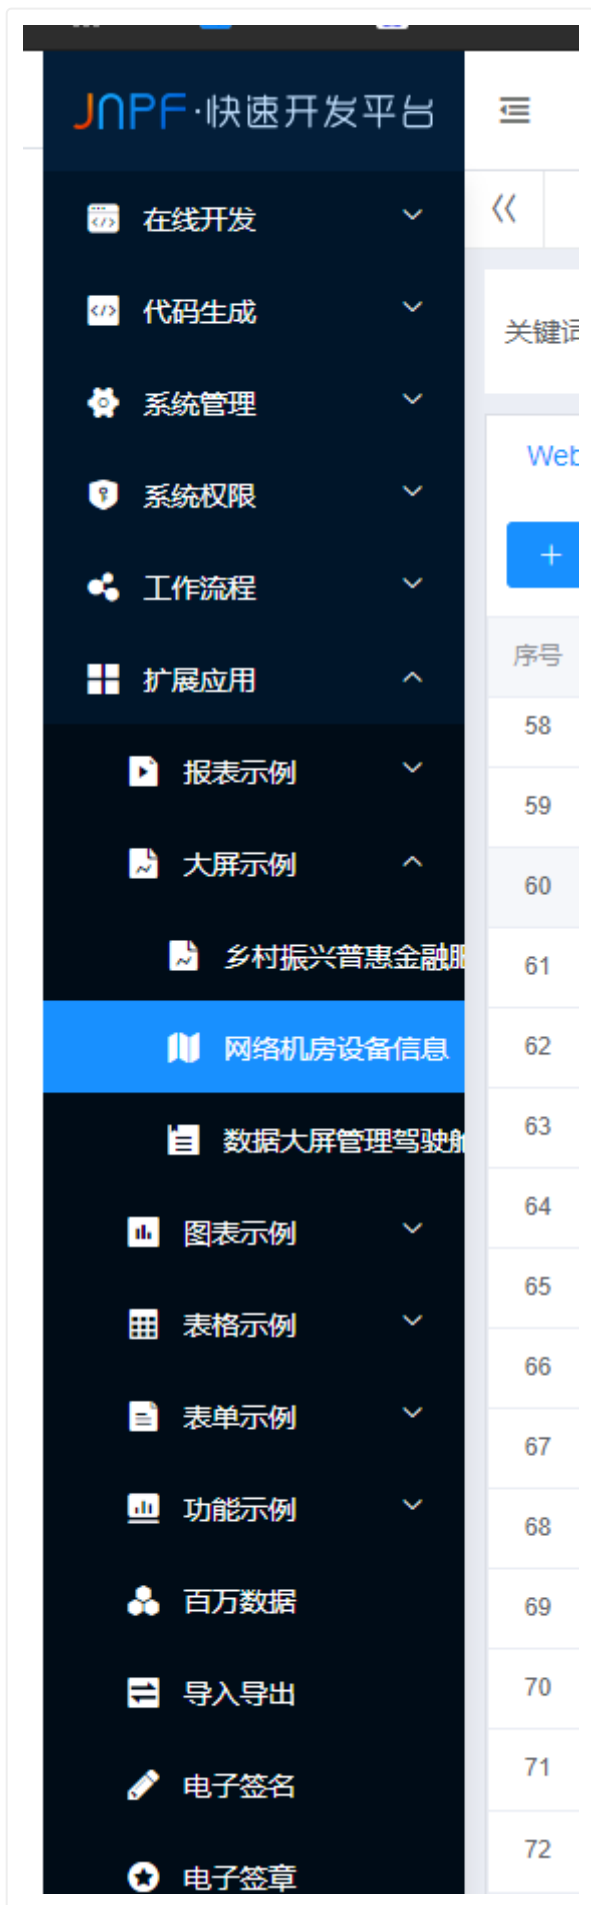 JNPF·快速开发平台
在线开发
代码生成
系统管理
系统权限
工作流程
扩展应用
报表示例
大屏示例
乡村振兴普惠金融服
网络机房设备信息
数据大屏管理驾驶舱
图表示例
表格示例
表单示例
功能示例
百万数据
导入导出
电子签名
电子签章
关键词
Web
序号
58
59
60
61
62
63
64
65
66
67
68
69
70
71
72